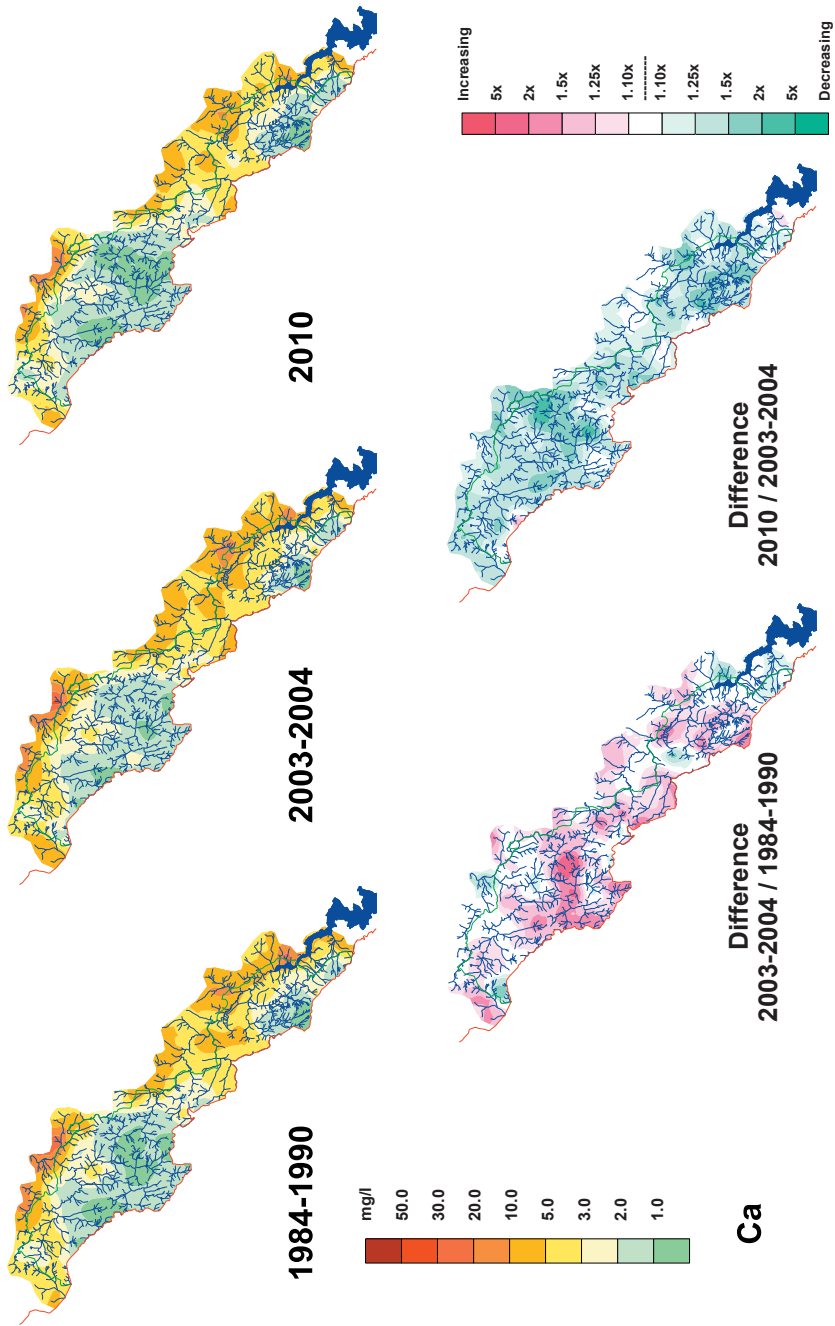 1984-1990
2003-2004
2010
mg/l
50.0
30.0
20.0
10.0
5.0
3.0
2.0
1.0
Ca
Difference
2003-2004 / 1984-1990
Difference
2010 / 2003-2004
Increasing
5x
2x
1.5x
1.25x
1.10x
1.10x
1.25x
1.5x
2x
5x
Decreasing